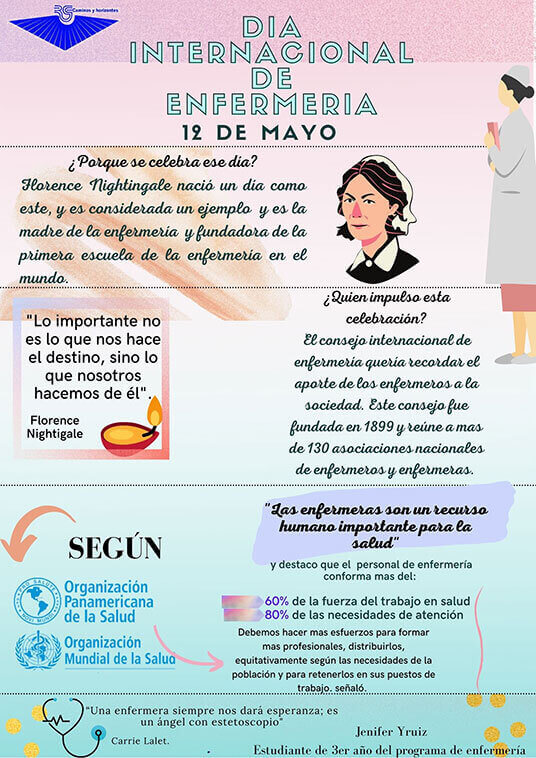 Caminos y horizontes
DIA
INTERNACIONAL
DE
ENFERMERIA
12 DE MAYO
¿Porque se celebra ese día?
Florence Nightingale nació un día como
este, y es considerada un ejemplo y es la
madre de la enfermería y fundadora de la
primera escuela de la enfermería en el
mundo.
¿Quien impulso esta
celebración?
El consejo internacional de
enfermería quería recordar el
aporte de los enfermeros a la
sociedad. Este consejo fue
fundada en 1899 y reúne a mas
de 130 asociaciones nacionales
de enfermeros y enfermeras.
"Lo importante no
es lo que nos hace
el destino, sino lo
que nosotros
hacemos de él".
Florence
Nightigale
SEGÚN
Organización
Panamericana
de la Salud
Organización
Mundial de la Salud
"Las enfermeras son un recurso
humano importante para la
salud"
y destaco que el personal de enfermería
conforma mas del:
60% de la fuerza del trabajo en salud
80% de las necesidades de atención
Debemos hacer mas esfuerzos para formar
mas profesionales, distribuirlos,
equitativamente según las necesidades de la
población y para retenerlos en sus puestos de
trabajo. señaló.
"Una enfermera siempre nos dará esperanza; es
un ángel con estetoscopio"
Carrie Lalet.
Jenifer Yruiz
Estudiante de 3er año del programa de enfermería